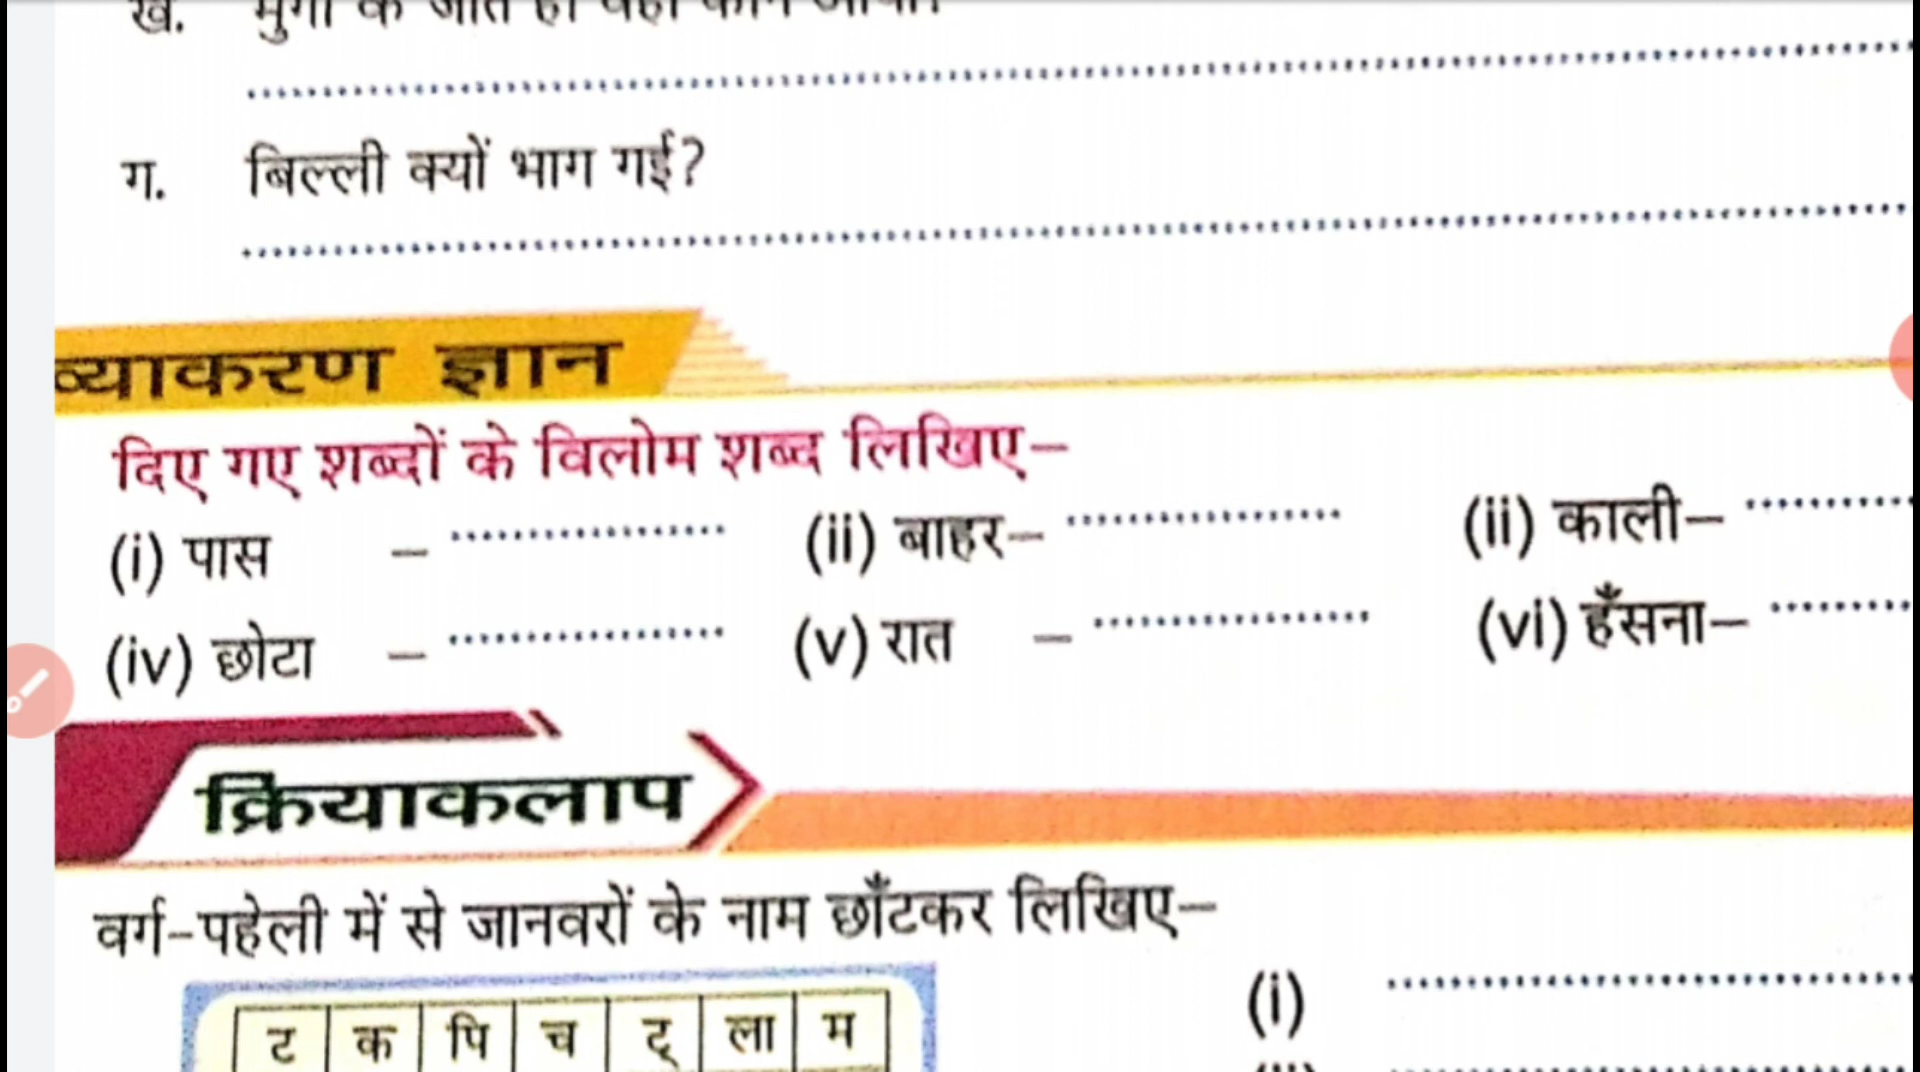 ख.
ग. बिल्ली क्यों भाग गई?
व्याकरण ज्ञान
दिए गए शब्दों के विलोम शब्द लिखिए–
(i) पास – .................. (ii) बाहर– .................. (ii) काली– ...........
(iv) छोटा – .................. (v) रात – .................. (vi) हँसना– .........
क्रियाकलाप
वर्ग-पहेली में से जानवरों के नाम छाँटकर लिखिए–
(i) ..................
ट क पि च ट् ला म